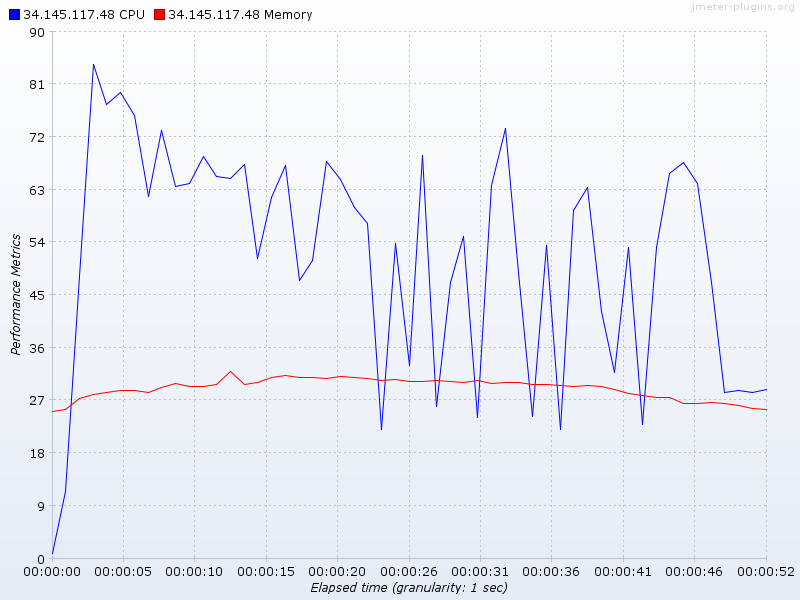 34.145.117.48 CPU 34.145.117.48 Memory
jmeter-plugins.org
90
81
72
63
54
45
36
27
18
9
0
Performance Metrics
00:00:00 00:00:05 00:00:10 00:00:15 00:00:20 00:00:26 00:00:31 00:00:36 00:00:41 00:00:46 00:00:52
Elapsed time (granularity: 1 sec)